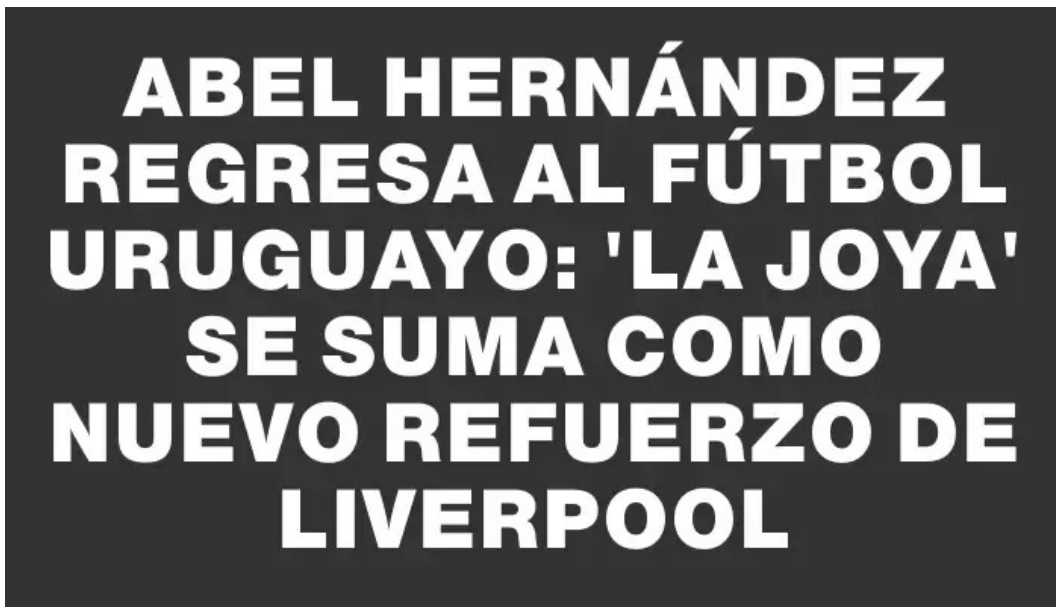 ABEL HERNÁNDEZ
REGRESA AL FÚTBOL
URUGUAYO: 'LA JOYA'
SE SUMA COMO
NUEVO REFUERZO DE
LIVERPOOL